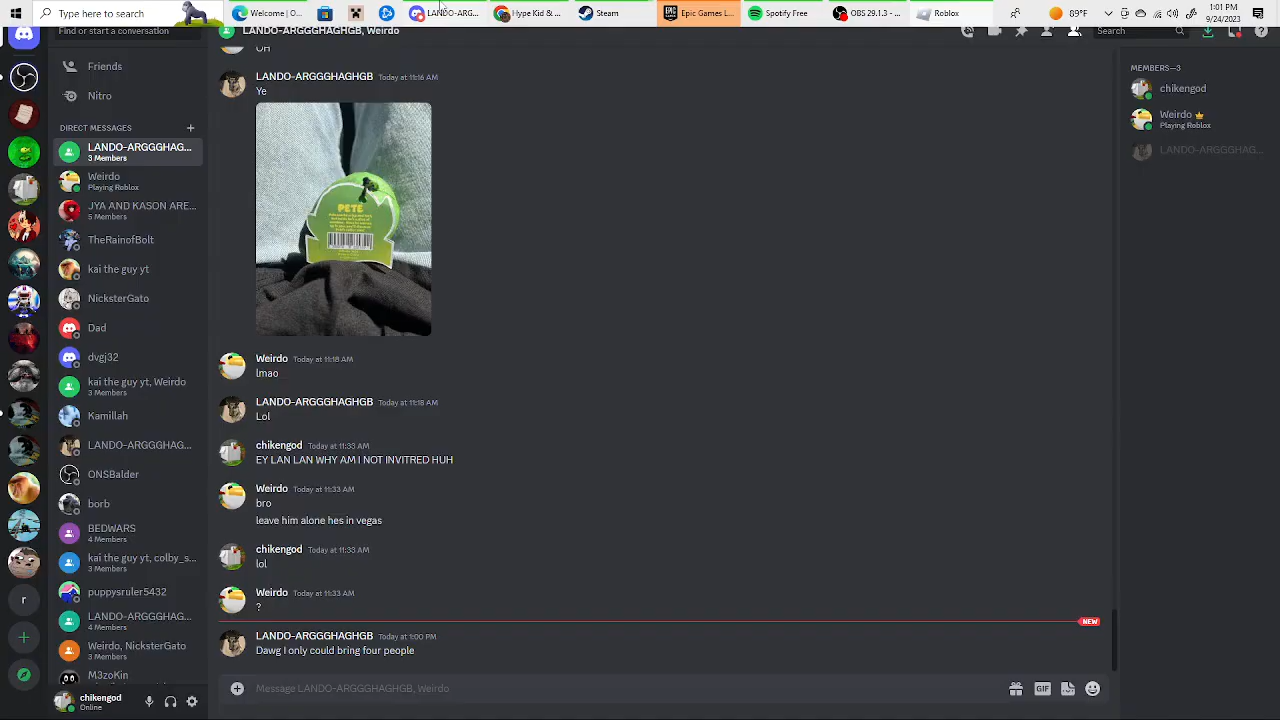 Type here to search
Welcome | O...
LANDO-ARG...
Hype Kid & ...
Steam
Epic Games L...
Spotify Free
OBS 29.1.3 - ...
Roblox
89°F
1:01 PM
9/24/2023
Find or start a conversation
LANDO-ARGGGHAGHGB, Weirdo
Search
Friends
Nitro
DIRECT MESSAGES
LANDO-ARGGGHAG...
3 Members
Weirdo
Playing Roblox
JYA AND KASON ARE...
3 Members
TheRainofBolt
kai the guy yt
NicksterGato
Dad
dvgj32
kai the guy yt, Weirdo
3 Members
Kamillah
LANDO-ARGGGHAG...
ONSBalder
borb
BEDWARS
4 Members
kai the guy yt, colby_s...
3 Members
puppysruler5432
LANDO-ARGGGHAG...
4 Members
Weirdo, NicksterGato
3 Members
M3zoKin
r
chikengod
Online
OH
LANDO-ARGGGHAGHGB Today at 11:16 AM
Ye
PETE
Weirdo Today at 11:18 AM
lmao
LANDO-ARGGGHAGHGB Today at 11:18 AM
Lol
chikengod Today at 11:33 AM
EY LAN LAN WHY AM I NOT INVITRED HUH
Weirdo Today at 11:33 AM
bro
leave him alone hes in vegas
chikengod Today at 11:33 AM
lol
Weirdo Today at 11:33 AM
?
NEW
LANDO-ARGGGHAGHGB Today at 1:00 PM
Dawg I only could bring four people
Message LANDO-ARGGGHAGHGB, Weirdo
GIF
MEMBERS—3
chikengod
Weirdo
Playing Roblox
LANDO-ARGGGHAG...